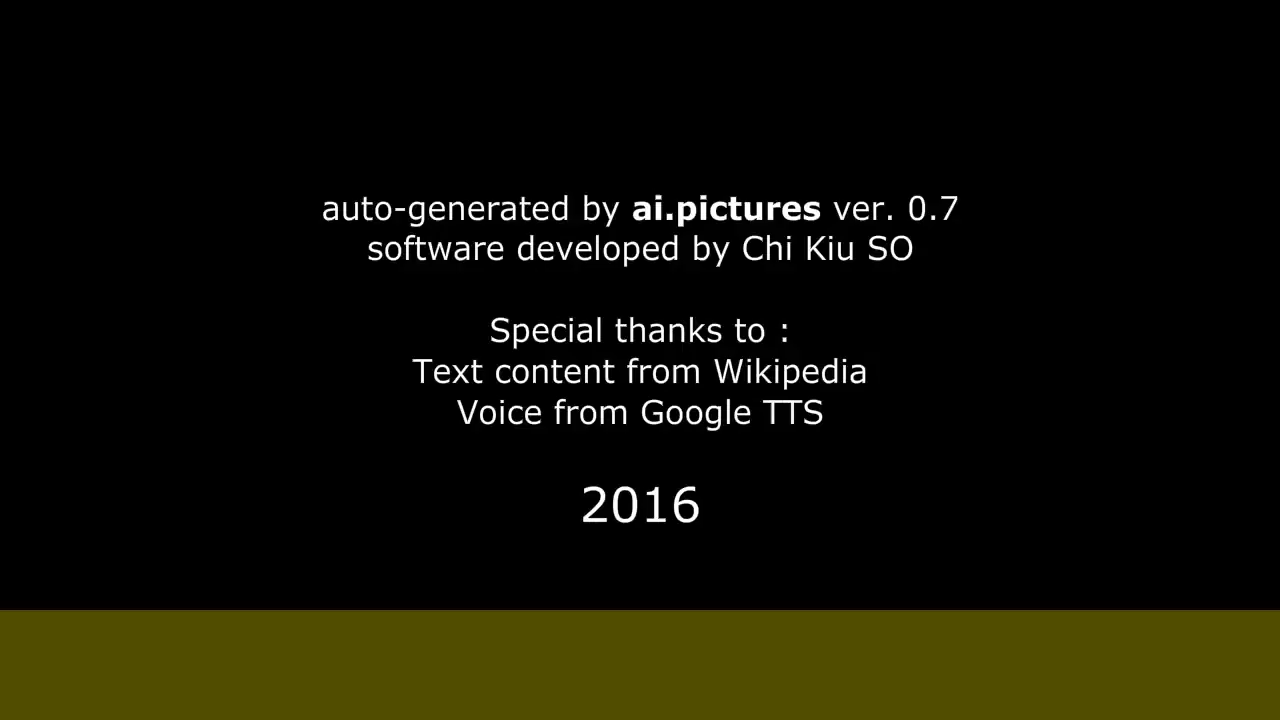 auto-generated by ai.pictures ver. 0.7
software developed by Chi Kiu SO
Special thanks to :
Text content from Wikipedia
Voice from Google TTS
2016